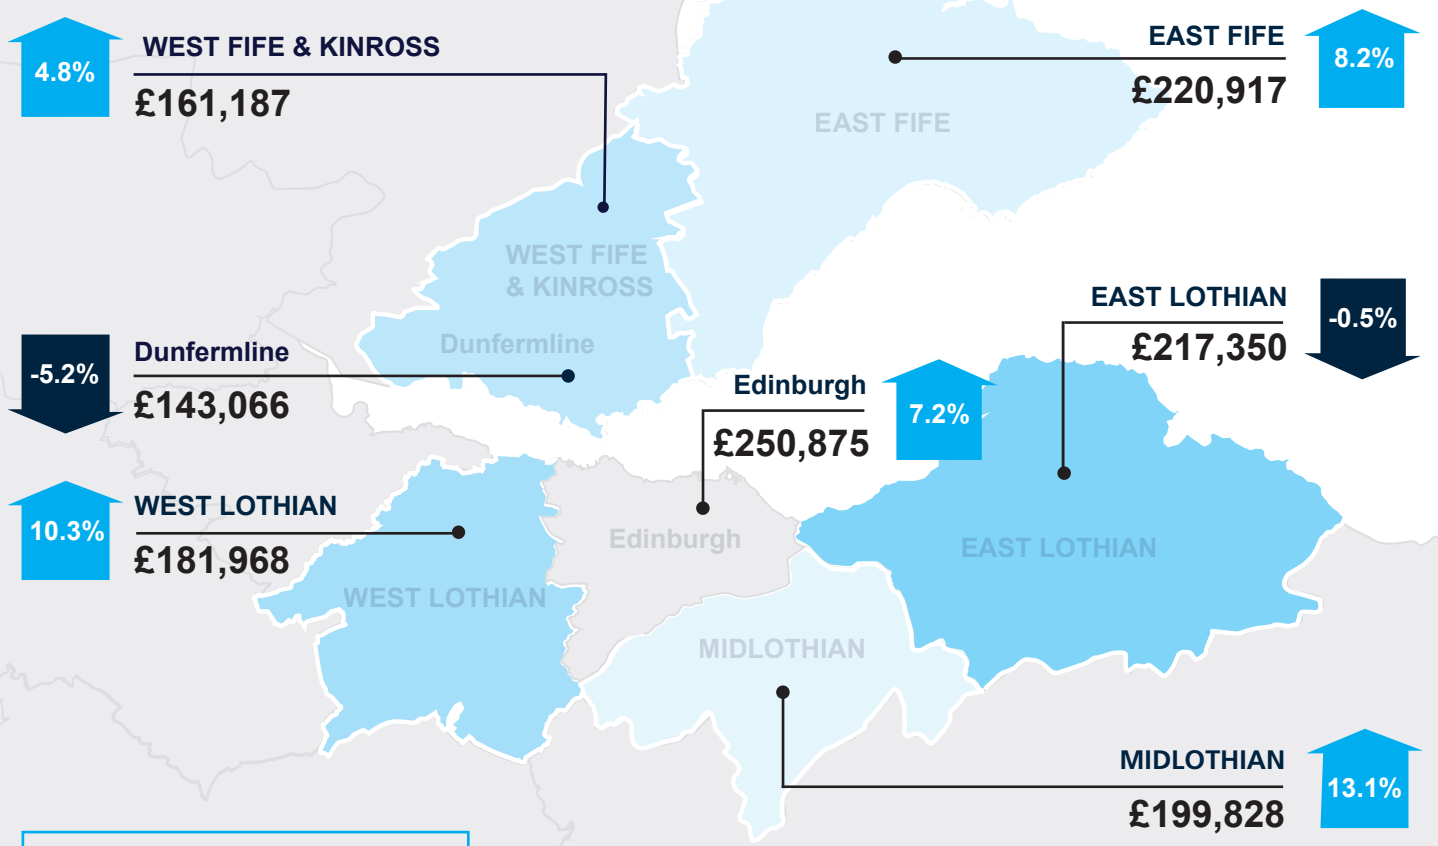 4.8%
WEST FIFE & KINROSS
£161,187
EAST FIFE
£220,917
8.2%
EAST FIFE
WEST FIFE
& KINROSS
Dunfermline
-5.2%
Dunfermline
£143,066
EAST LOTHIAN
£217,350
-0.5%
Edinburgh
£250,875
7.2%
10.3%
WEST LOTHIAN
£181,968
Edinburgh
EAST LOTHIAN
WEST LOTHIAN
MIDLOTHIAN
MIDLOTHIAN
£199,828
13.1%